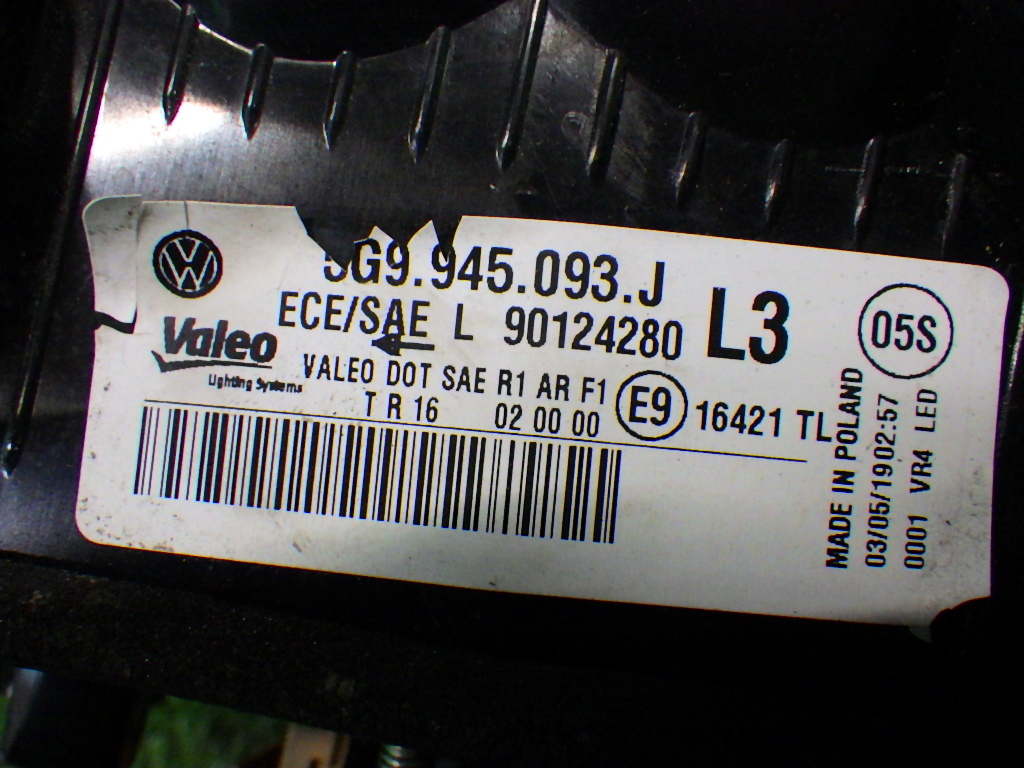 5G9.945.093.J
ECE/SAE L 90124280 L3
05S
Valeo
Lighting Systems
VALEO DOT SAE R1 AR F1
T R 16 02 00 00
E9 16421 TL
MADE IN POLAND
03/05/19 02:57
0001 VR4 LED